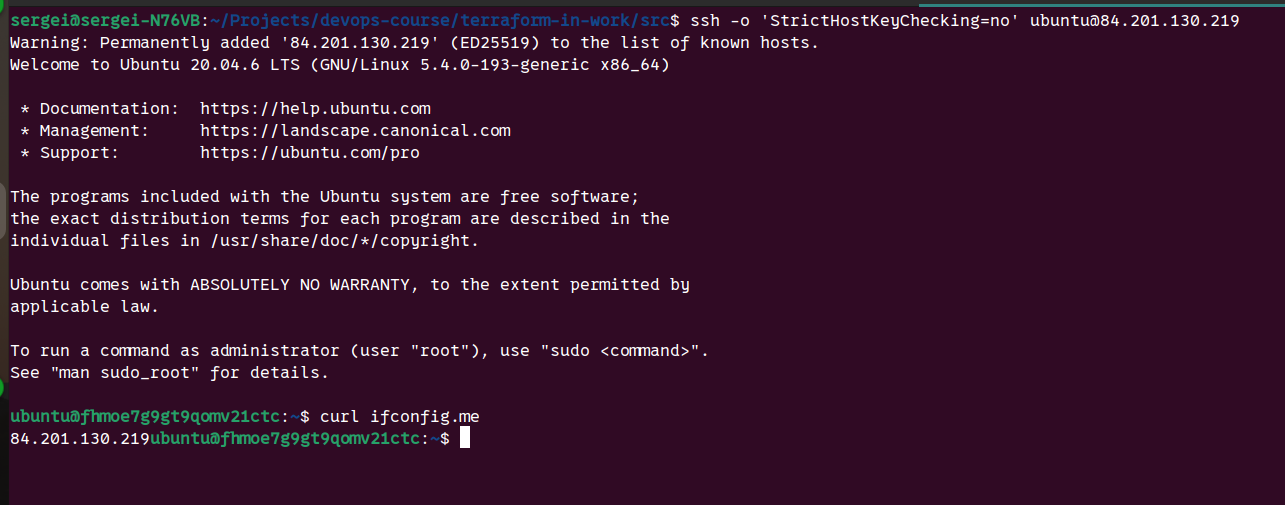 sergei@sergei-N76VB:~/Projects/devops-course/terraform-in-work/src$ ssh -o 'StrictHostKeyChecking=no' ubuntu@84.201.130.219
Warning: Permanently added '84.201.130.219' (ED25519) to the list of known hosts.
Welcome to Ubuntu 20.04.6 LTS (GNU/Linux 5.4.0-193-generic x86_64)
* Documentation:  https://help.ubuntu.com
* Management:     https://landscape.canonical.com
* Support:        https://ubuntu.com/pro
The programs included with the Ubuntu system are free software;
the exact distribution terms for each program are described in the
individual files in /usr/share/doc/*/copyright.
Ubuntu comes with ABSOLUTELY NO WARRANTY, to the extent permitted by
applicable law.
To run a command as administrator (user "root"), use "sudo <command>".
See "man sudo_root" for details.
ubuntu@fhmoe7g9gt9qomv21ctc:~$ curl ifconfig.me
84.201.130.219ubuntu@fhmoe7g9gt9qomv21ctc:~$